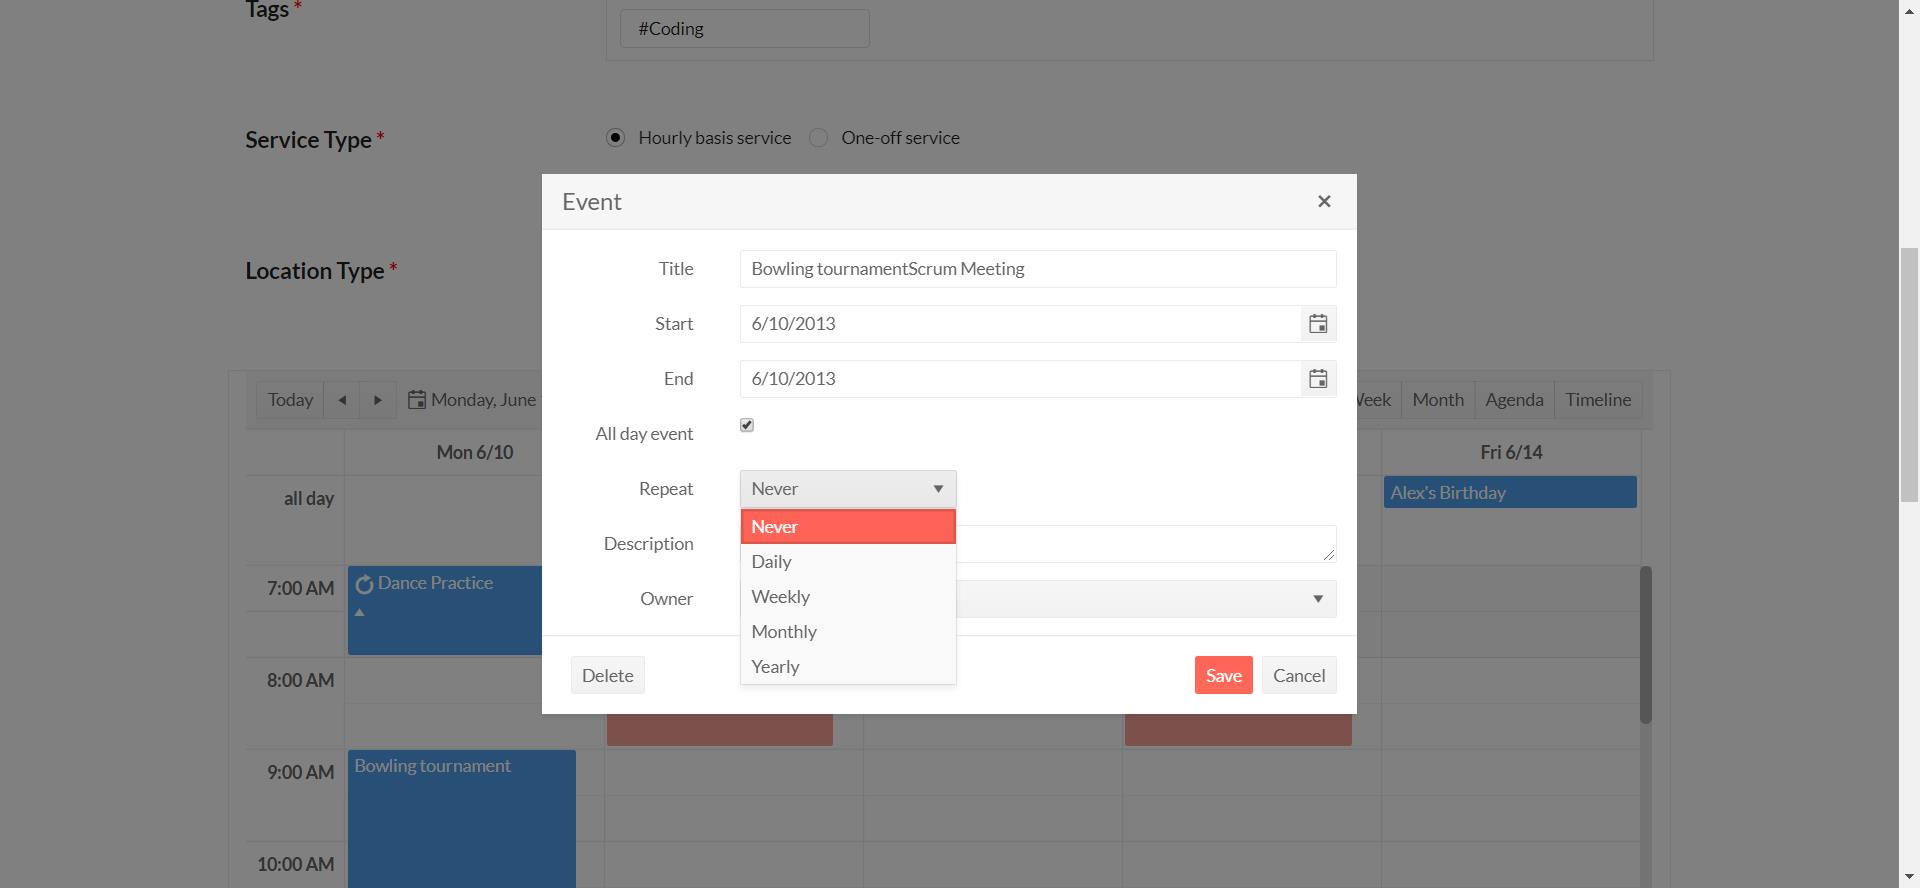 Tags *
#Coding
Service Type *
Hourly basis service
One-off service
Event
Title
Bowling tournamentScrum Meeting
Location Type *
Start
6/10/2013
End
6/10/2013
Today
Monday, June
Month
Agenda
Timeline
All day event
Mon 6/10
Fri 6/14
Repeat
Never
all day
Alex's Birthday
Never
Description
Daily
7:00 AM
Dance Practice
Owner
Weekly
Monthly
Yearly
8:00 AM
Delete
Save
Cancel
9:00 AM
Bowling tournament
10:00 AM